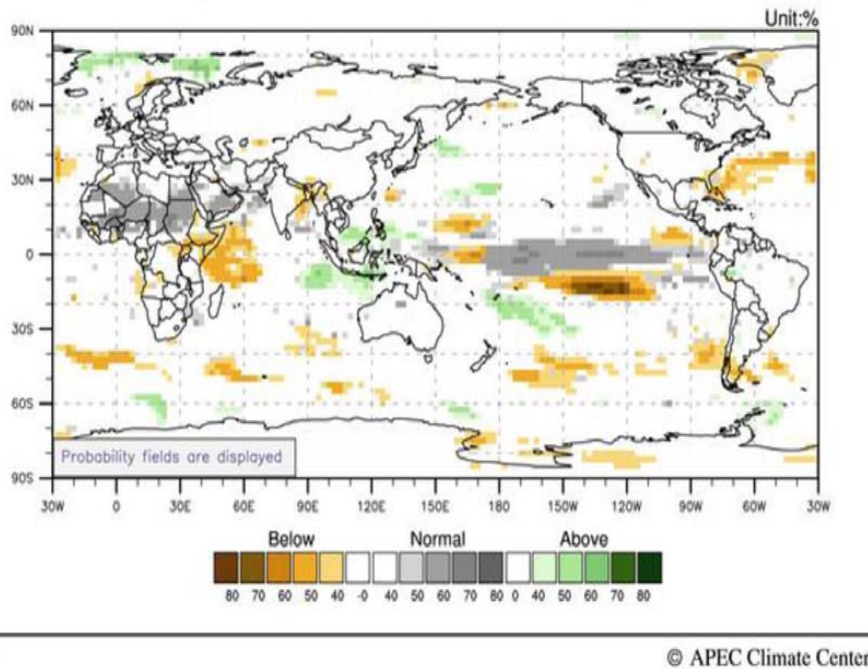 Unit:%
90N
60N
30N
0
30S
60S
90S
Probability fields are displayed
30W 0 30E 60E 90E 120E 150E 180 150W 120W 90W 60W 30W
Below Normal Above
80 70 60 50 40 -0 40 50 60 70 80 0 40 50 60 70 80
© APEC Climate Center